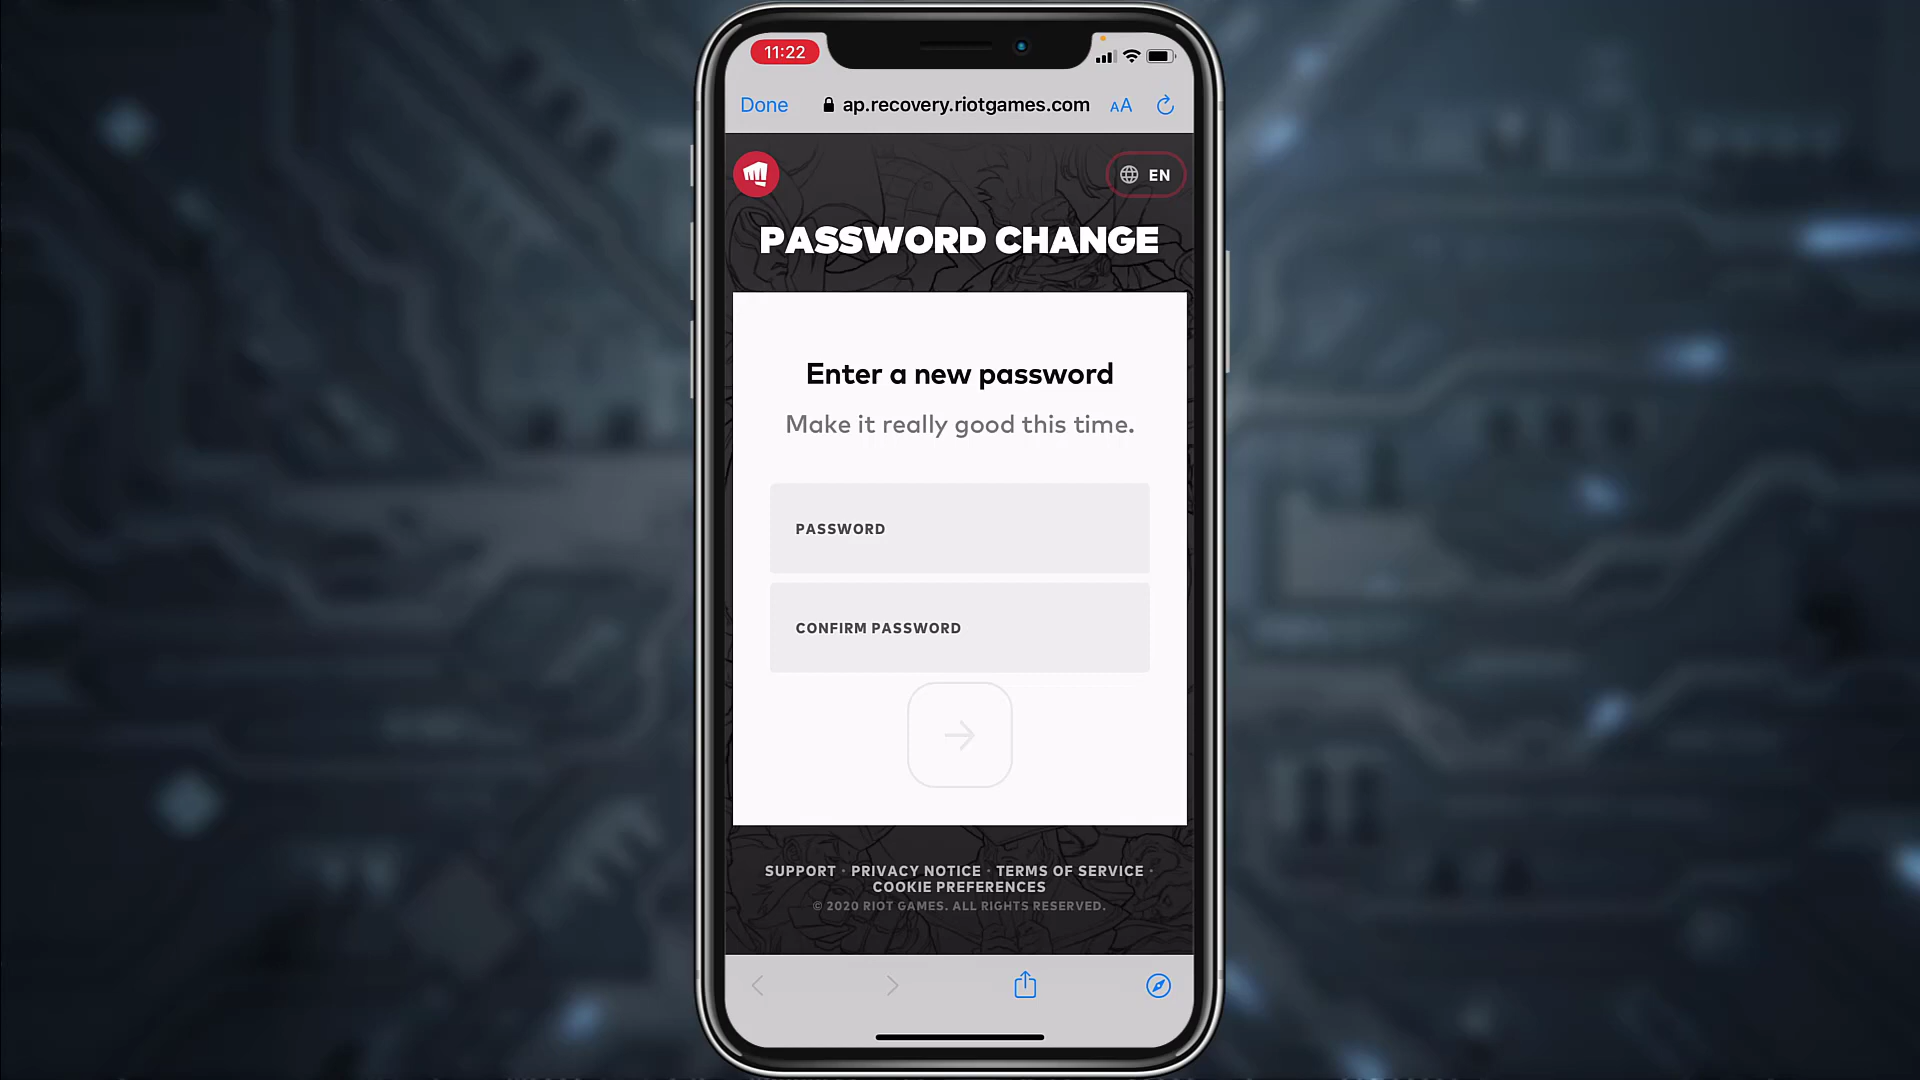 11:22
Done
ap.recovery.riotgames.com
AA
EN
PASSWORD CHANGE
Enter a new password
Make it really good this time.
PASSWORD
CONFIRM PASSWORD
SUPPORT · PRIVACY NOTICE · TERMS OF SERVICE ·
COOKIE PREFERENCES
© 2020 RIOT GAMES. ALL RIGHTS RESERVED.